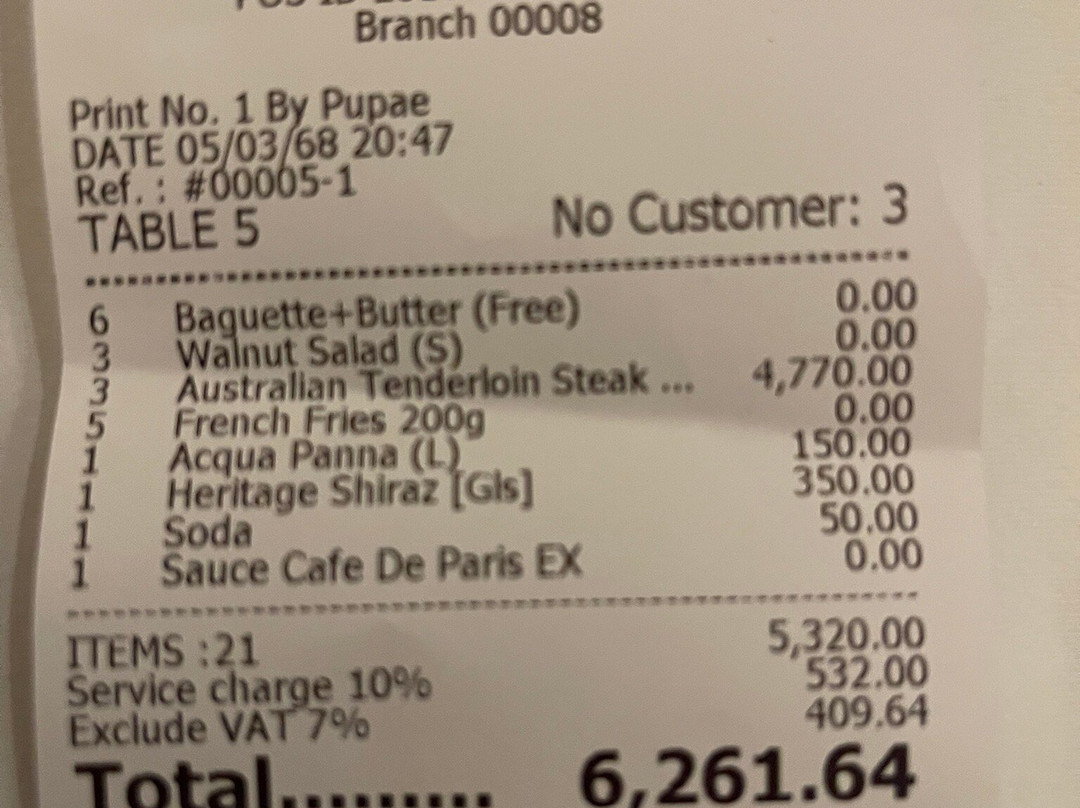 Branch 00008
Print No. 1 By Pupae
DATE 05/03/68 20:47
Ref. : #00005-1
TABLE 5 No Customer: 3
6 Baguette+Butter (Free) 0.00
3 Walnut Salad (S) 0.00
3 Australian Tenderloin Steak ... 4,770.00
5 French Fries 200g 0.00
1 Acqua Panna (L) 150.00
1 Heritage Shiraz [Gls] 350.00
1 Soda 50.00
1 Sauce Cafe De Paris EX 0.00
ITEMS :21 5,320.00
Service charge 10% 532.00
Exclude VAT 7% 409.64
Total......... 6,261.64